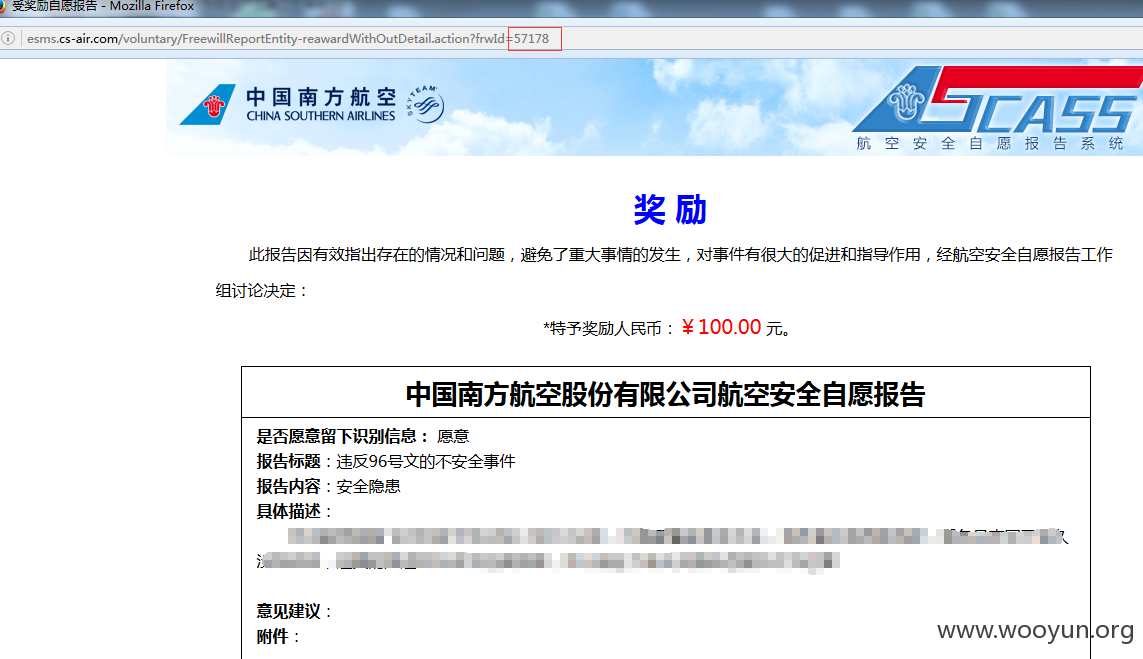 受奖励自愿报告 - Mozilla Firefox
esms.cs-air.com/voluntary/FreewillReportEntity-reawardWithOutDetail.action?frwId=57178
中国南方航空
CHINA SOUTHERN AIRLINES
SKYTEAM
SCASS
航空安全自愿报告系统
奖 励
此报告因有效指出存在的情况和问题，避免了重大事情的发生，对事件有很大的促进和指导作用，经航空安全自愿报告工作
组讨论决定：
*特予奖励人民币：￥100.00 元。
中国南方航空股份有限公司航空安全自愿报告
是否愿意留下识别信息： 愿意
报告标题：违反96号文的不安全事件
报告内容：安全隐患
具体描述：
意见建议：
附件：
www.wooyun.org